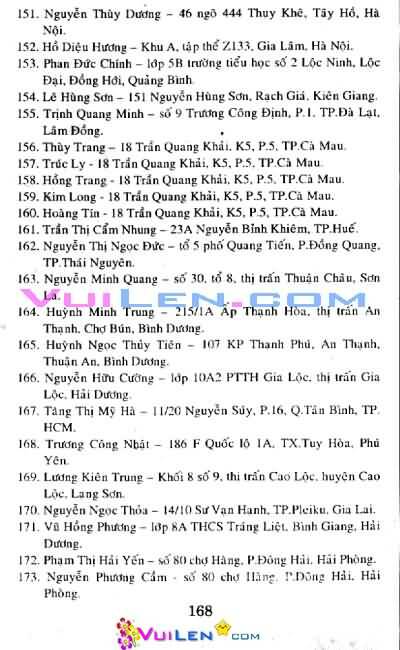 151. Nguyễn Thùy Dương – 46 ngõ 444 Thụy Khê, Tây Hồ, Hà
Nội.
152. Hồ Diệu Hương – Khu A, tập thể Z133, Gia Lâm, Hà Nội.
153. Phan Đức Chính – lớp 5B trường tiểu học số 2 Lộc Ninh, Lộc
Đại, Đồng Hới, Quảng Bình.
154. Lê Hùng Sơn – 151 Nguyễn Hùng Sơn, Rạch Giá, Kiên Giang.
155. Trịnh Quang Minh – số 9 Trương Công Định, P.1, TP.Đà Lạt,
Lâm Đồng.
156. Thùy Trang – 18 Trần Quang Khải, K5, P.5, TP.Cà Mau.
157. Trúc Ly - 18 Trần Quang Khải, K5, P.5, TP.Cà Mau.
158. Hồng Trang - 18 Trần Quang Khải, K5, P.5, TP.Cà Mau.
159. Kim Long - 18 Trần Quang Khải, K5, P.5, TP.Cà Mau.
160. Hoàng Tín - 18 Trần Quang Khải, K5, P.5, TP.Cà Mau.
161. Trần Thị Cẩm Nhung – 23A Nguyễn Bỉnh Khiêm, TP.Huế.
162. Nguyễn Thị Ngọc Đức – tổ 5 phố Quang Tiến, P.Đồng Quang,
TP.Thái Nguyên.
163. Nguyễn Minh Quang – số 30, tổ 8, thị trấn Thuận Châu, Sơn
La.
VuiLen.com
164. Huỳnh Minh Trung – 215/1A Ấp Thạnh Hòa, thị trấn An
Thạnh, Chợ Bún, Bình Dương.
165. Huỳnh Ngọc Thủy Tiên – 107 KP Thạnh Phú, An Thạnh,
Thuận An, Bình Dương.
166. Nguyễn Hữu Cường – lớp 10A2 PTTH Gia Lộc, thị trấn Gia
Lộc, Hải Dương.
167. Tăng Thị Mỹ Hà – 11/20 Nguyễn Súy, P.16, Q.Tân Bình, TP.
HCM.
168. Trương Công Nhật – 186 F Quốc lộ 1A, TX.Tuy Hòa, Phú
Yên.
169. Lương Kiên Trung – Khối 8 số 9, thị trấn Cao Lộc, huyện Cao
Lộc, Lạng Sơn.
170. Nguyễn Ngọc Thóa – 14/10 Sư Vạn Hạnh, TP.Pleiku, Gia Lai.
171. Vũ Hồng Phương – lớp 8A THCS Tráng Liệt, Bình Giang, Hải
Dương.
172. Phạm Thị Hải Yến – số 80 chợ Hàng, P.Đông Hải, Hải Phòng.
173. Nguyễn Phương Cầm - số 80 chợ Hàng, P.Đông Hải, Hải
Phòng.
168
VuiLen.com